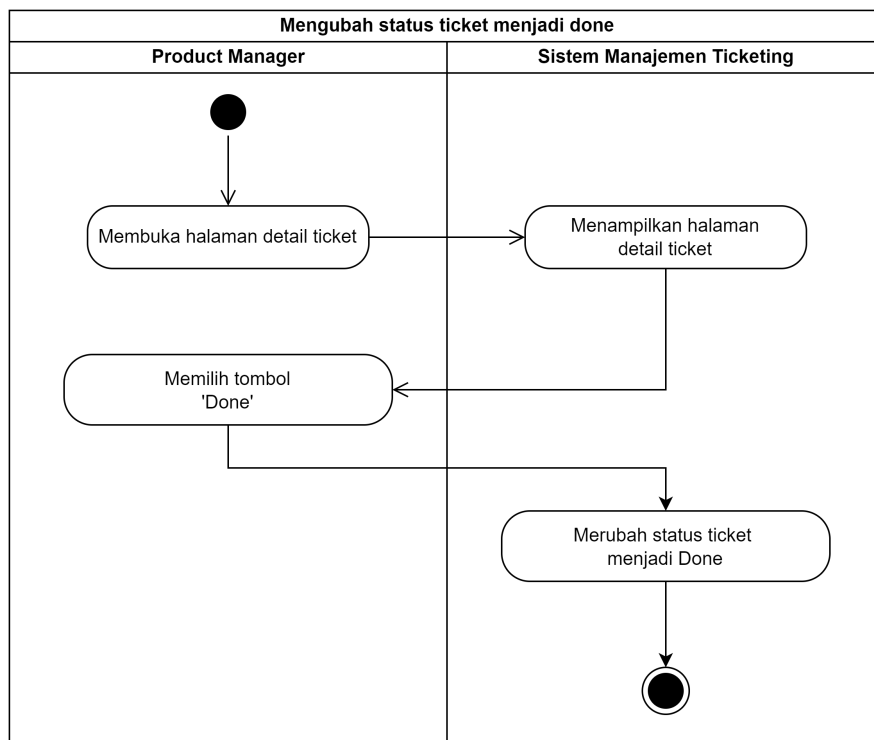 Mengubah status ticket menjadi done
Product Manager
Sistem Manajemen Ticketing
Membuka halaman detail ticket
Menampilkan halaman
detail ticket
Memilih tombol
'Done'
Merubah status ticket
menjadi Done